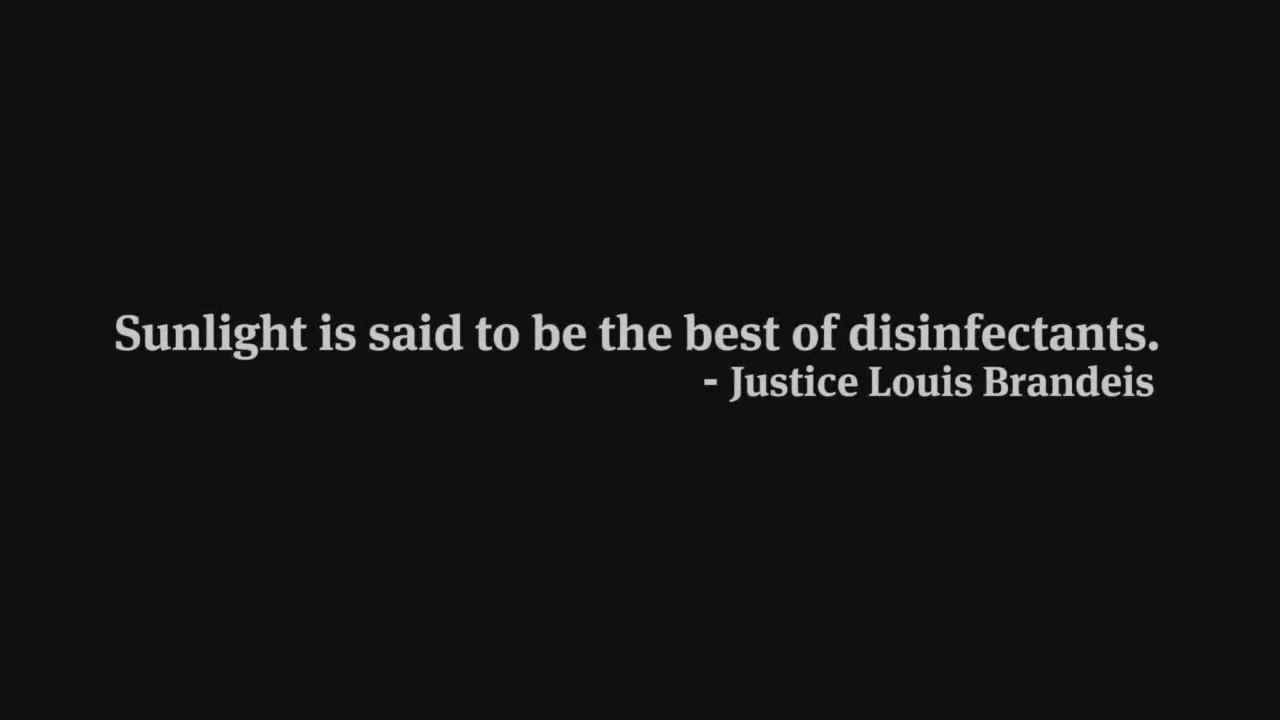 Sunlight is said to be the best of disinfectants.
- Justice Louis Brandeis